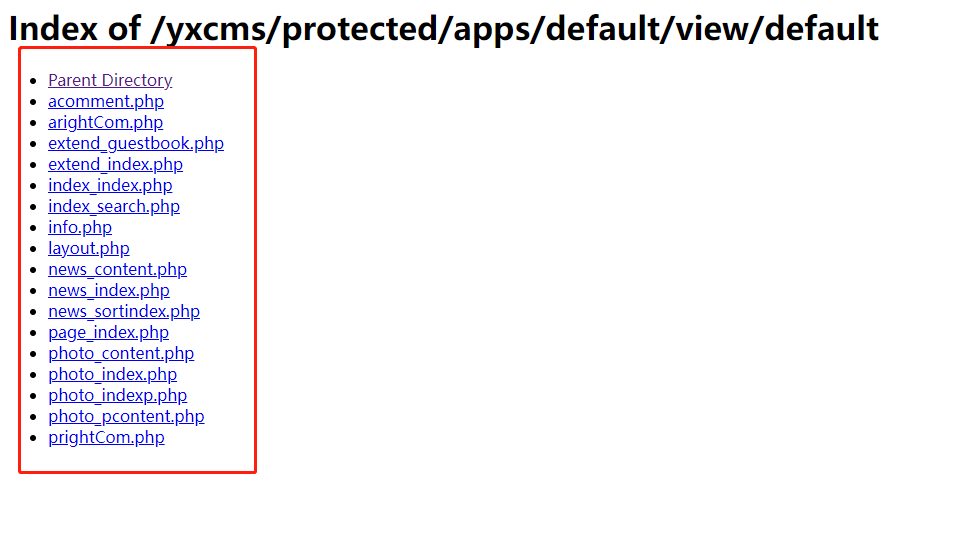 Index of /yxcms/protected/apps/default/view/default
Parent Directory
acomment.php
arightCom.php
extend_guestbook.php
extend_index.php
index_index.php
index_search.php
info.php
layout.php
news_content.php
news_index.php
news_sortindex.php
page_index.php
photo_content.php
photo_index.php
photo_indexp.php
photo_pcontent.php
prightCom.php